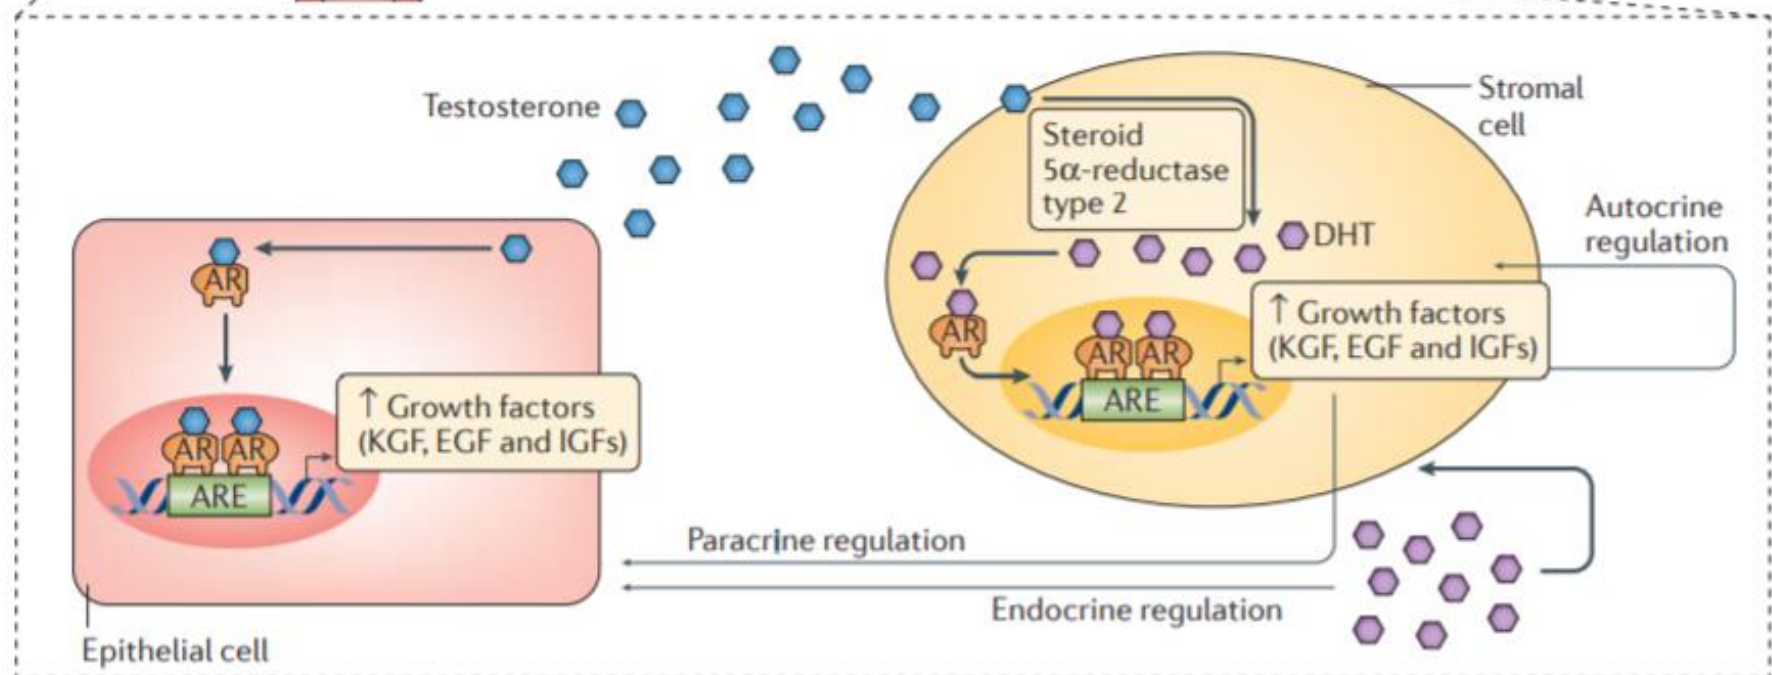 Testosterone
Stromal
cell
Steroid
5α-reductase
type 2
DHT
Autocrine
regulation
AR
↑ Growth factors
(KGF, EGF and IGFs)
AR
AR AR
ARE
↑ Growth factors
(KGF, EGF and IGFs)
AR AR
ARE
Paracrine regulation
Endocrine regulation
Epithelial cell